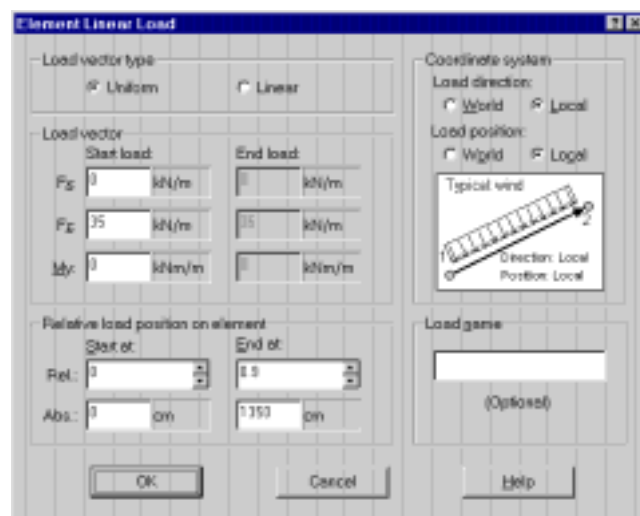 Element Linear Load
Load vector type
Uniform
Linear
Load vector
Start load:
End load:
0
kN/m
0
kN/m
35
kN/m
35
kN/m
My:
0
kNm/m
0
kNm/m
Relative load position on element
Start at:
End at:
Rel.:
0
0.9
Abs.:
0
cm
1350
cm
OK
Cancel
Coordinate system
Load direction:
World
Local
Load position:
World
Local
Typical wind
1
2
Direction: Local
Position: Local
Load name
(Optional)
Help